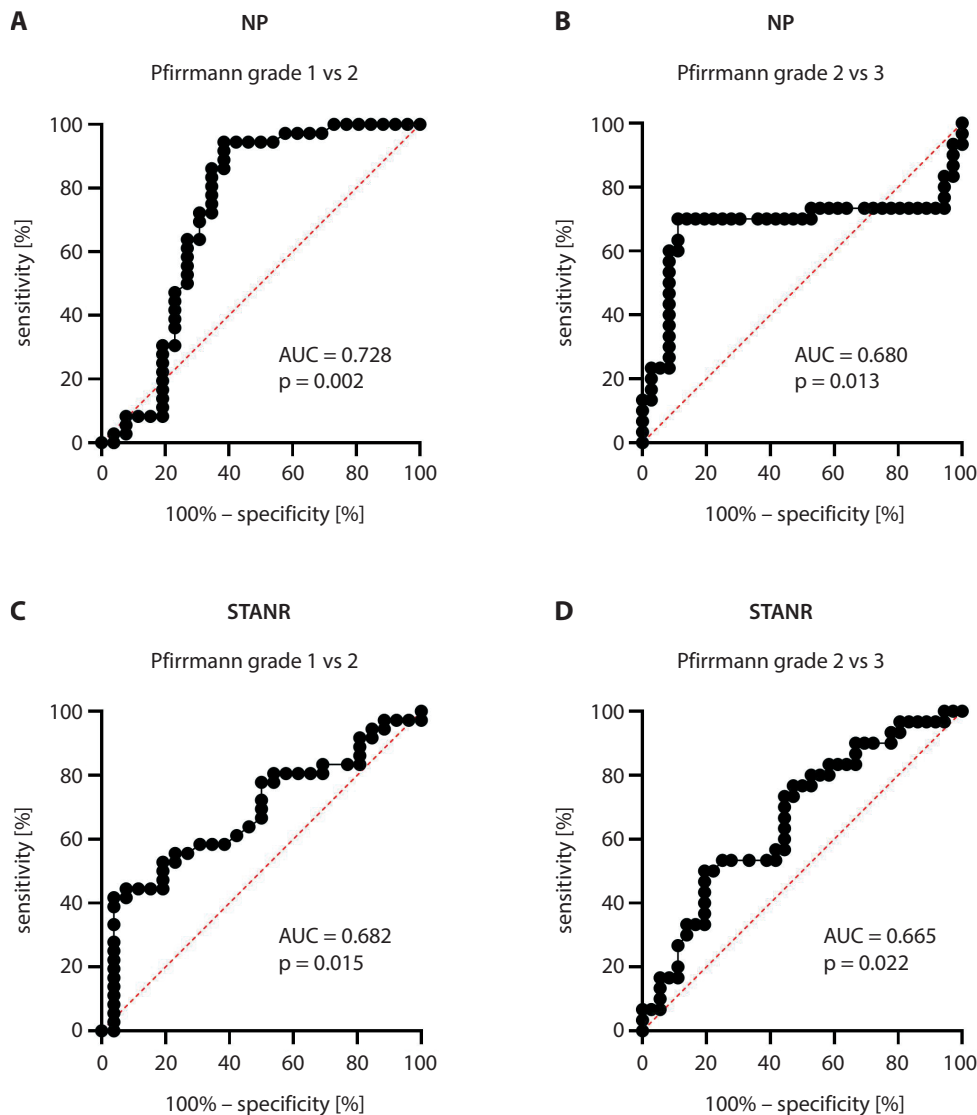 A
NP
Pfirrmann grade 1 vs 2
100
80
60
40
20
0
sensitivity [%]
AUC = 0.728
p = 0.002
0 20 40 60 80 100
100% – specificity [%]
B
NP
Pfirrmann grade 2 vs 3
100
80
60
40
20
0
sensitivity [%]
AUC = 0.680
p = 0.013
0 20 40 60 80 100
100% – specificity [%]
C
STANR
Pfirrmann grade 1 vs 2
100
80
60
40
20
0
sensitivity [%]
AUC = 0.682
p = 0.015
0 20 40 60 80 100
100% – specificity [%]
D
STANR
Pfirrmann grade 2 vs 3
100
80
60
40
20
0
sensitivity [%]
AUC = 0.665
p = 0.022
0 20 40 60 80 100
100% – specificity [%]